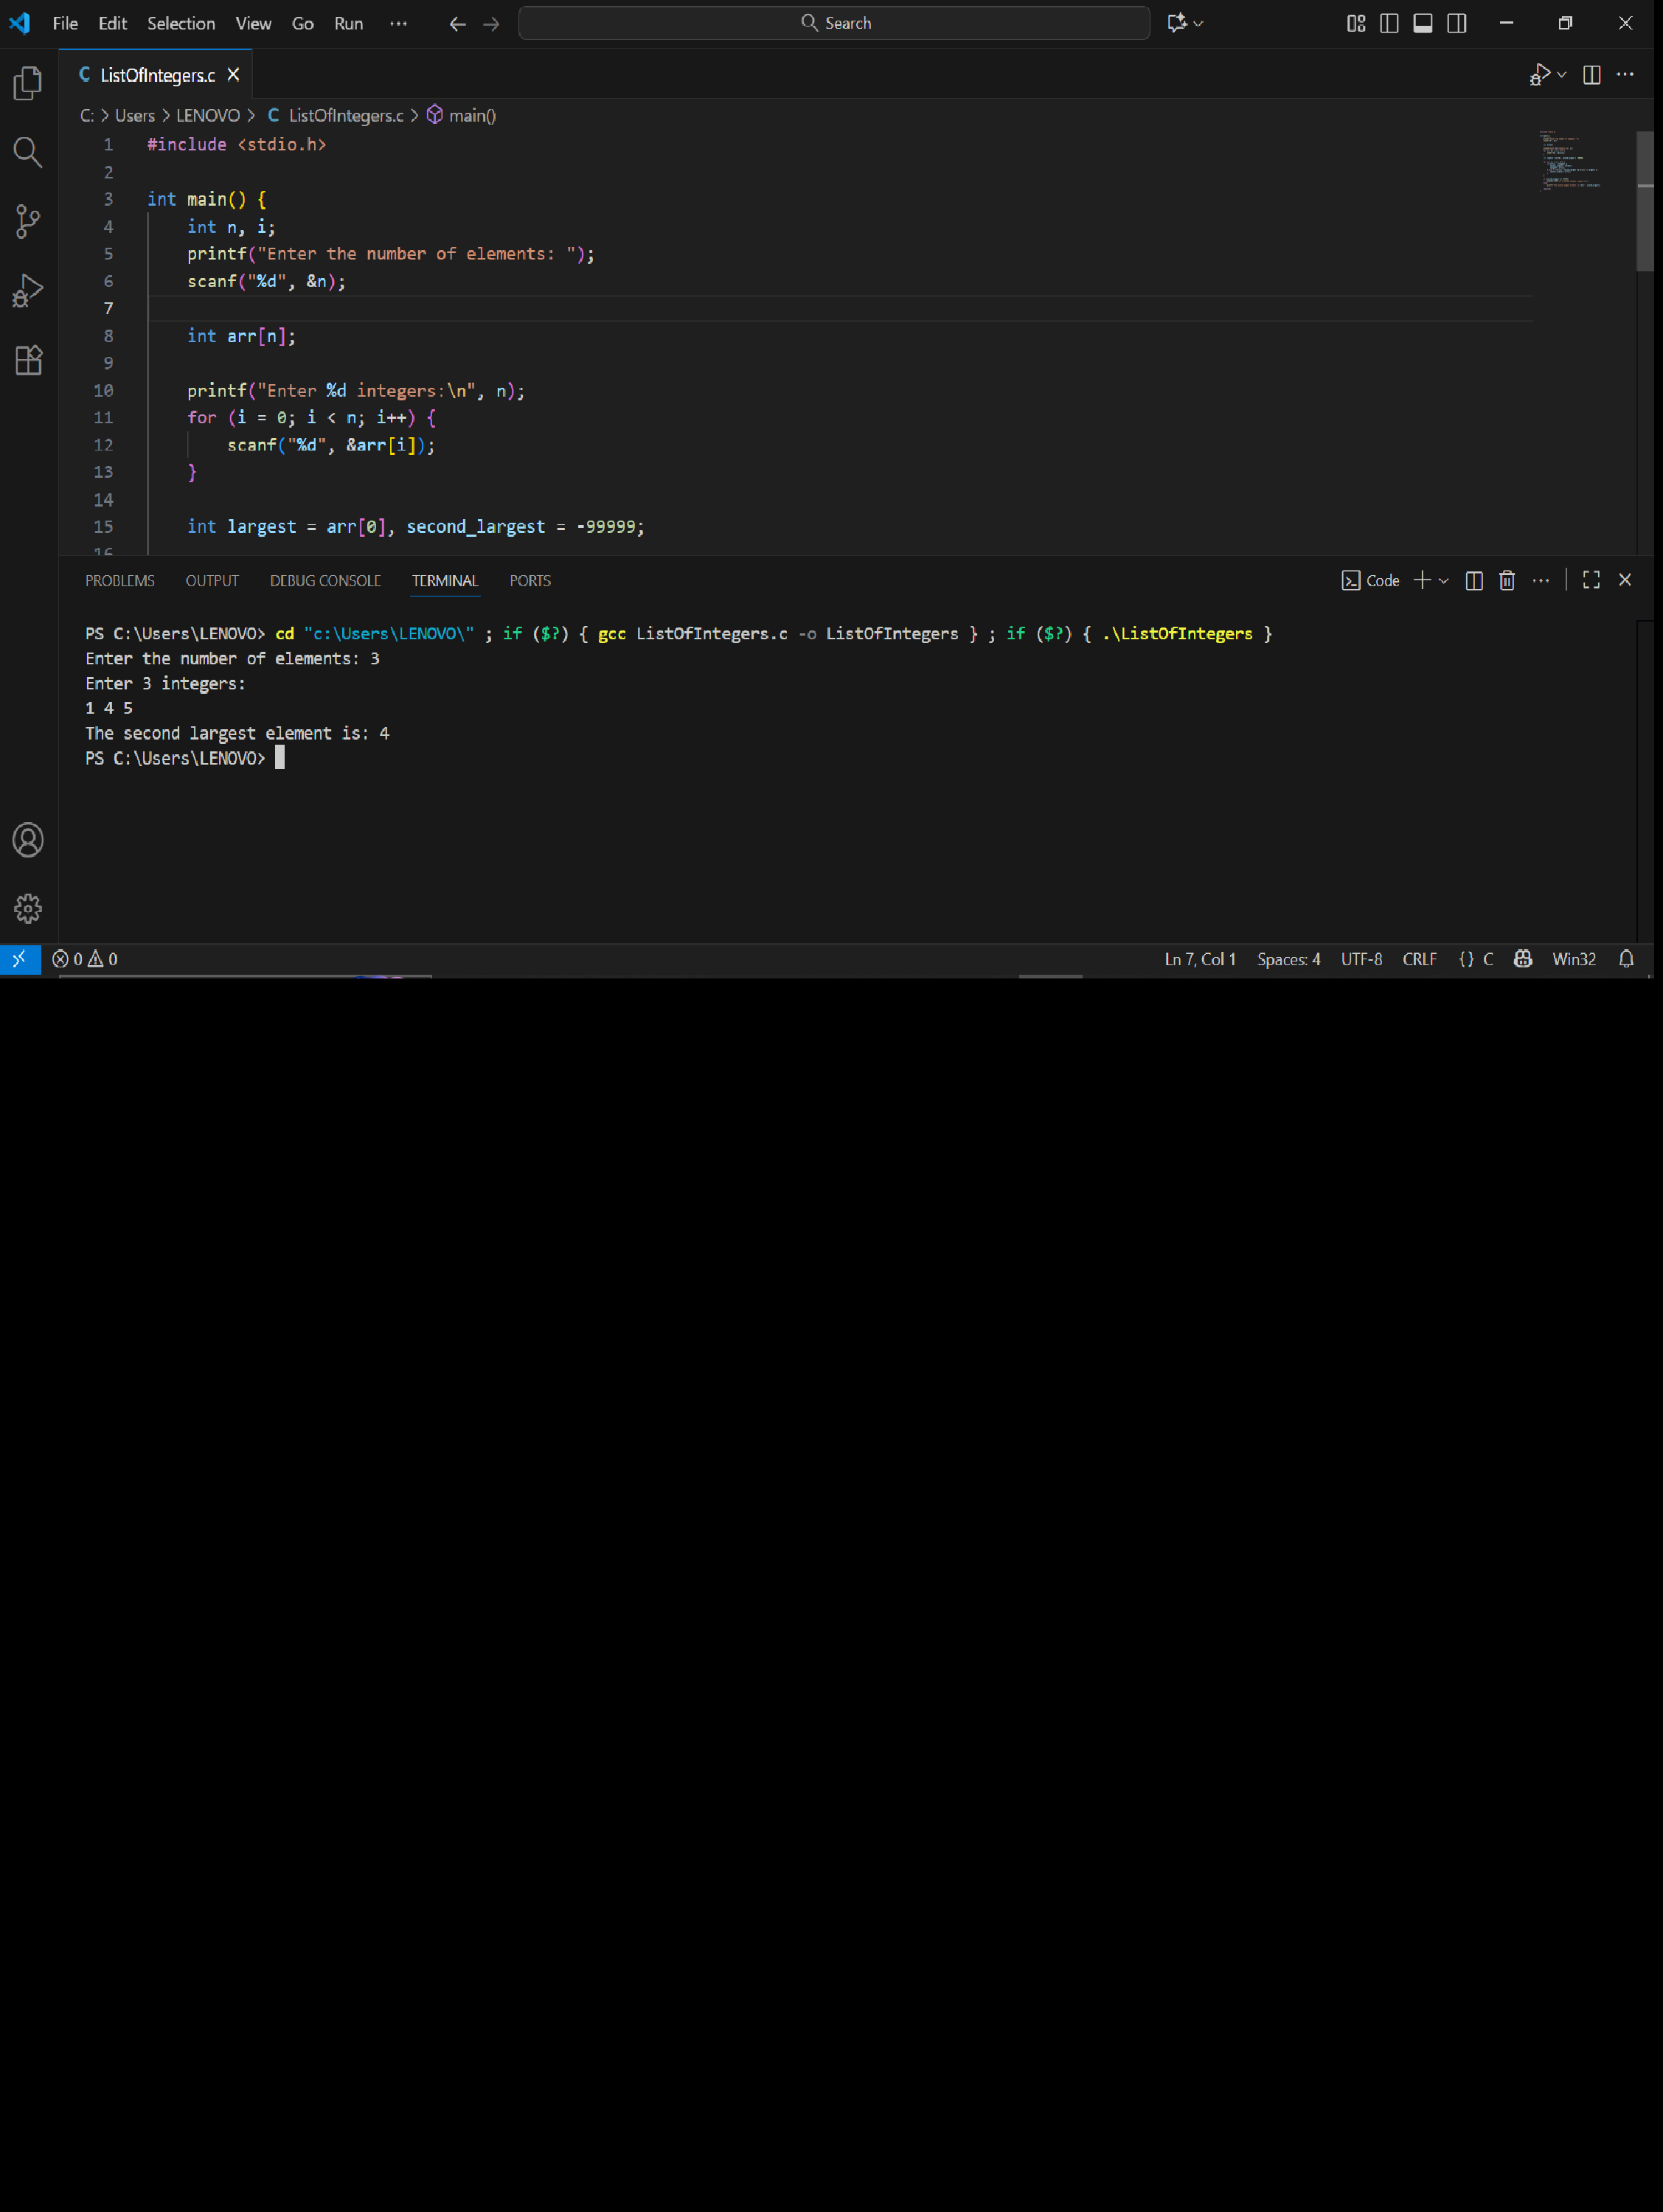 File Edit Selection View Go Run ··· Search
C ListOfIntegers.c
C: > Users > LENOVO > C ListOfIntegers.c > main()
1 #include <stdio.h>
2
3 int main() {
4     int n, i;
5     printf("Enter the number of elements: ");
6     scanf("%d", &n);
7
8     int arr[n];
9
10     printf("Enter %d integers:\n", n);
11     for (i = 0; i < n; i++) {
12         scanf("%d", &arr[i]);
13     }
14
15     int largest = arr[0], second_largest = -99999;
16
PROBLEMS OUTPUT DEBUG CONSOLE TERMINAL PORTS Code
PS C:\Users\LENOVO> cd "c:\Users\LENOVO\" ; if ($?) { gcc ListOfIntegers.c -o ListOfIntegers } ; if ($?) { .\ListOfIntegers }
Enter the number of elements: 3
Enter 3 integers:
1 4 5
The second largest element is: 4
PS C:\Users\LENOVO>
0 0 Ln 7, Col 1 Spaces: 4 UTF-8 CRLF {} C Win32